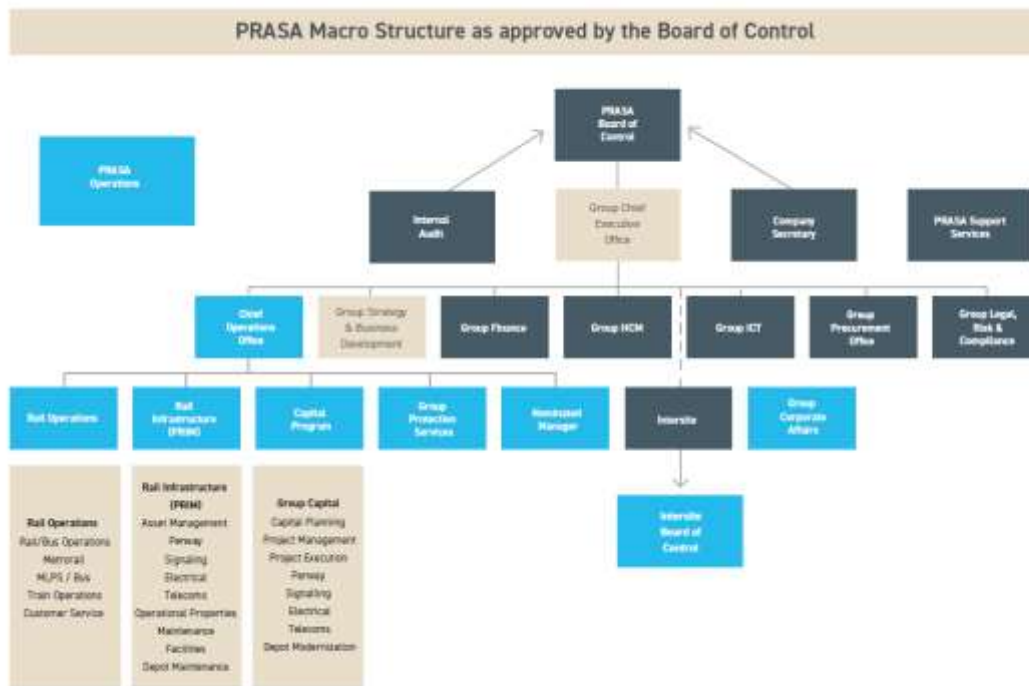 PRASA Macro Structure as approved by the Board of Control
PRASA
Board of
Control
PRASA
Operations
Internal
Audit
Group Chief
Executive
Office
Company
Secretary
PRASA Support
Services
Chief
Operations
Office
Group Strategy
& Business
Development
Group Finance
Group HCM
Group ICT
Group
Procurement
Office
Group Legal,
Risk &
Compliance
Rail Operations
Rail
Infrastructure
(PRIM)
Capital
Program
Group
Protection
Services
Nominated
Manager
Intersite
Group
Corporate
Affairs
Rail Operations
Rail/Bus Operations
Metrorail
MLPS / Bus
Train Operations
Customer Service
Rail Infrastructure
(PRIM)
Asset Management
Perway
Signaling
Electrical
Telecoms
Operational Properties
Maintenance
Facilities
Depot Maintenance
Group Capital
Capital Planning
Project Management
Project Execution
Perway
Signalling
Electrical
Telecoms
Depot Modernization
Intersite
Board of
Control